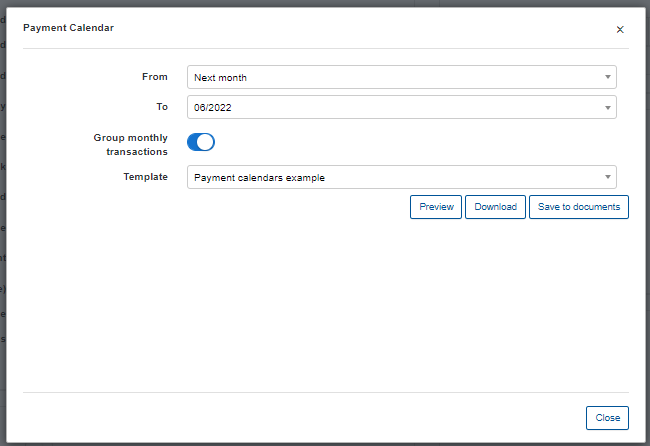 Payment Calendar
×
From
Next month
To
06/2022
Group monthly
transactions
Template
Payment calendars example
Preview
Download
Save to documents
Close